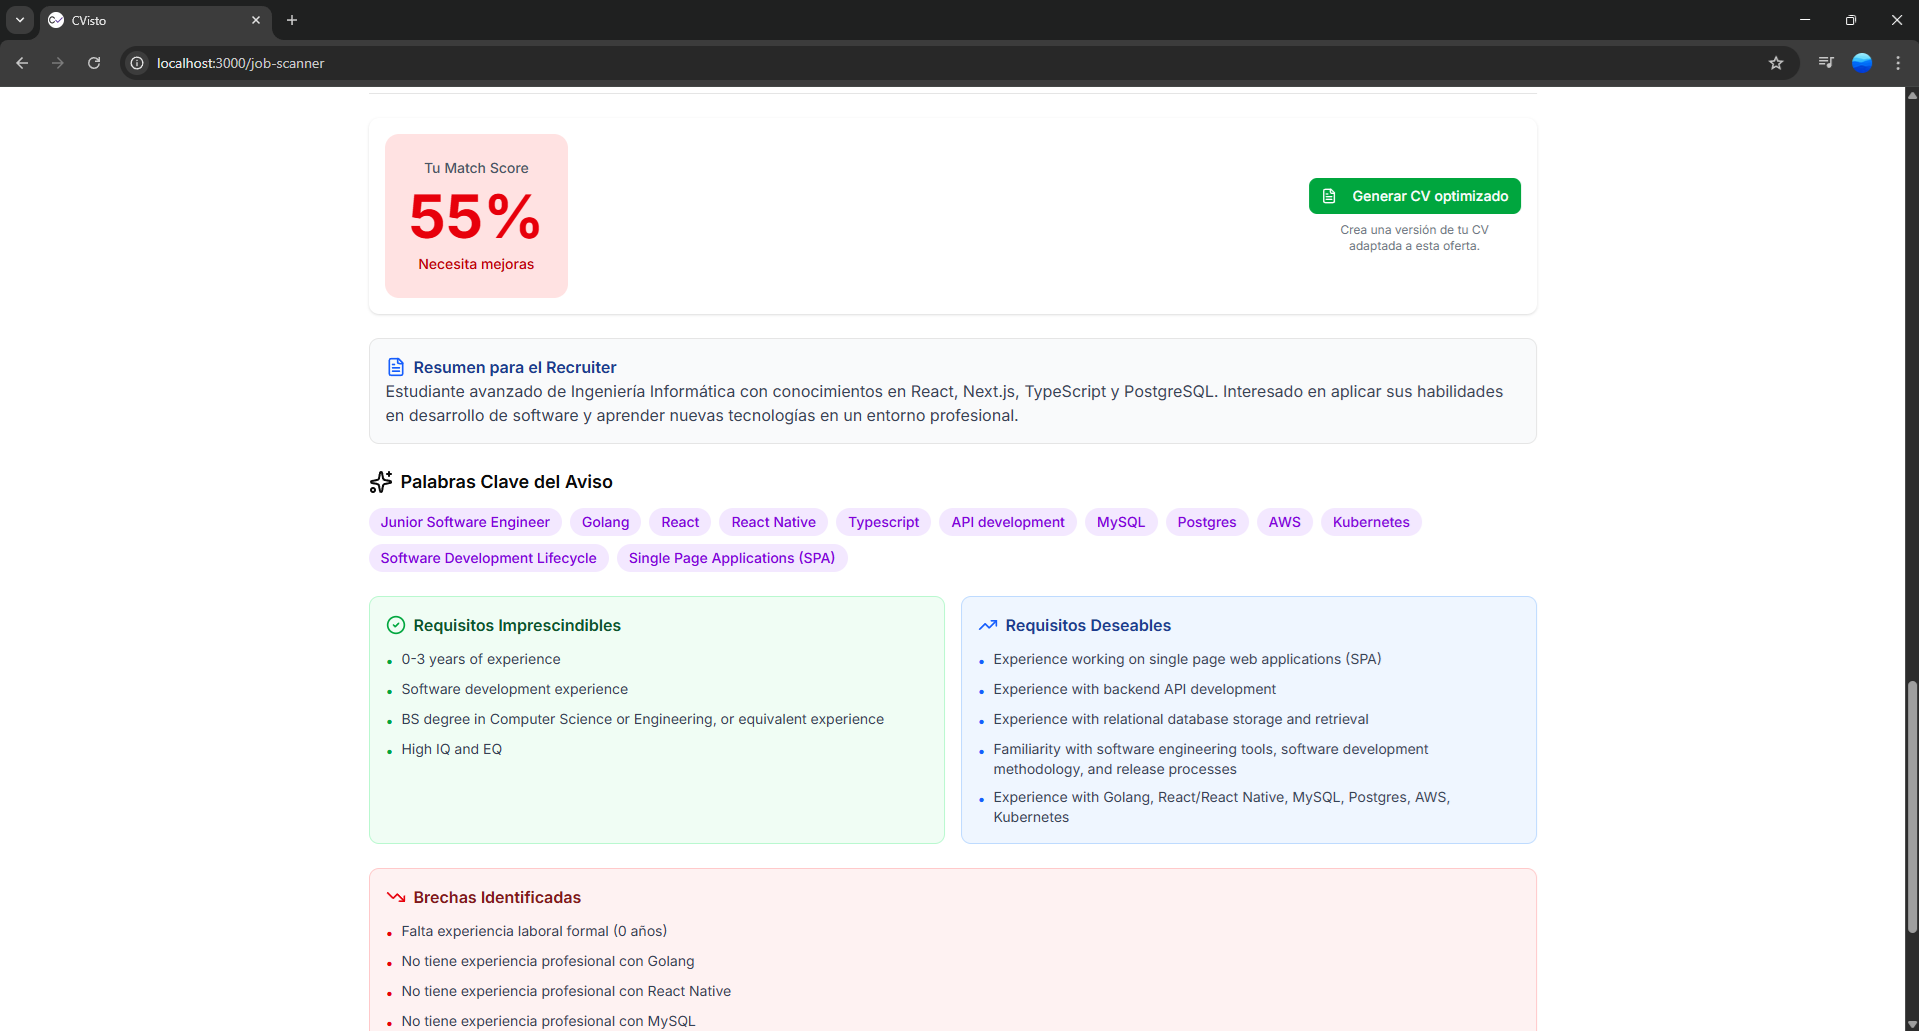 CVisto
localhost:3000/job-scanner
Tu Match Score
55%
Necesita mejoras
Generar CV optimizado
Crea una versión de tu CV
adaptada a esta oferta.
Resumen para el Recruiter
Estudiante avanzado de Ingeniería Informática con conocimientos en React, Next.js, TypeScript y PostgreSQL. Interesado en aplicar sus habilidades
en desarrollo de software y aprender nuevas tecnologías en un entorno profesional.
Palabras Clave del Aviso
Junior Software Engineer Golang React React Native Typescript API development MySQL Postgres AWS Kubernetes
Software Development Lifecycle Single Page Applications (SPA)
Requisitos Imprescindibles
• 0-3 years of experience
• Software development experience
• BS degree in Computer Science or Engineering, or equivalent experience
• High IQ and EQ
Requisitos Deseables
• Experience working on single page web applications (SPA)
• Experience with backend API development
• Experience with relational database storage and retrieval
• Familiarity with software engineering tools, software development
methodology, and release processes
• Experience with Golang, React/React Native, MySQL, Postgres, AWS,
Kubernetes
Brechas Identificadas
• Falta experiencia laboral formal (0 años)
• No tiene experiencia profesional con Golang
• No tiene experiencia profesional con React Native
• No tiene experiencia profesional con MySQL